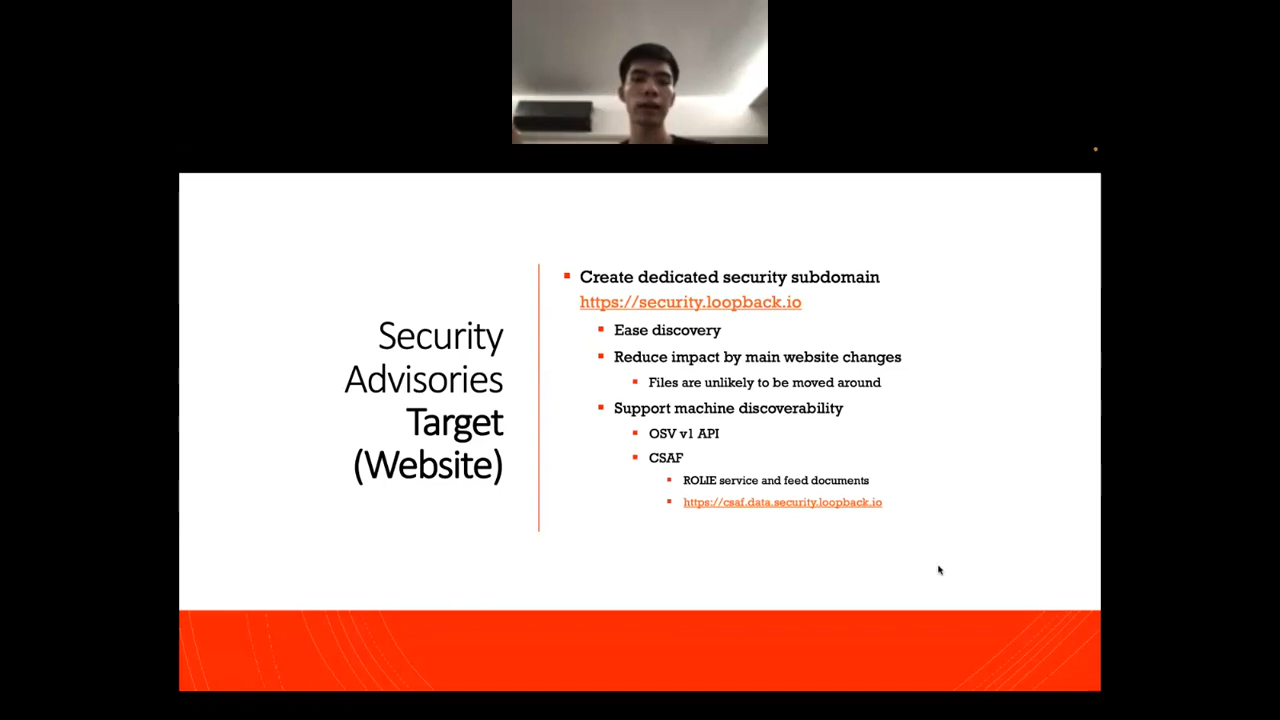 Security
Advisories
Target
(Website)
Create dedicated security subdomain
https://security.loopback.io
Ease discovery
Reduce impact by main website changes
Files are unlikely to be moved around
Support machine discoverability
OSV v1 API
CSAF
ROLIE service and feed documents
https://csaf.data.security.loopback.io